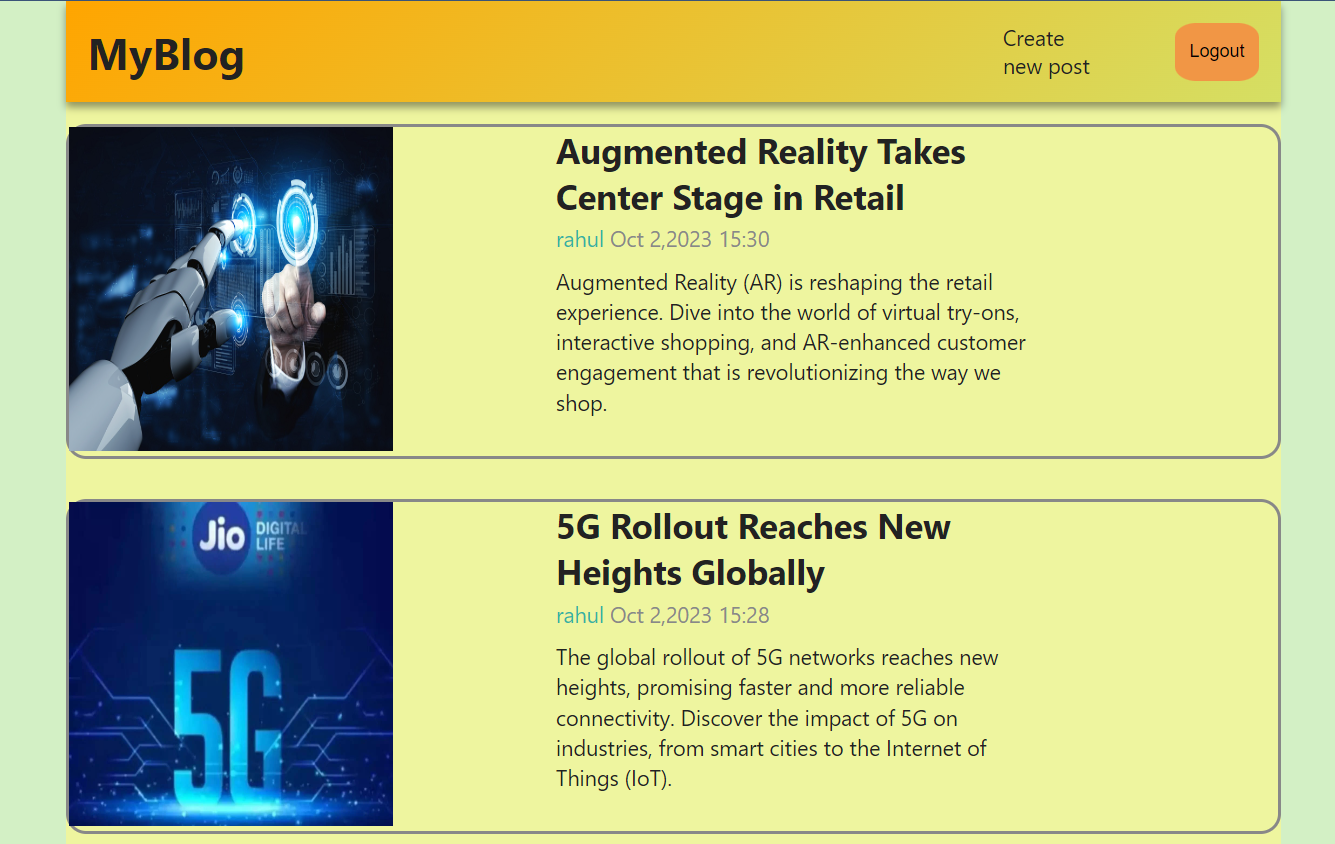 MyBlog
Create
new post
Logout
Augmented Reality Takes
Center Stage in Retail
rahul Oct 2,2023 15:30
Augmented Reality (AR) is reshaping the retail
experience. Dive into the world of virtual try-ons,
interactive shopping, and AR-enhanced customer
engagement that is revolutionizing the way we
shop.
Jio DIGITAL
LIFE
5G
5G Rollout Reaches New
Heights Globally
rahul Oct 2,2023 15:28
The global rollout of 5G networks reaches new
heights, promising faster and more reliable
connectivity. Discover the impact of 5G on
industries, from smart cities to the Internet of
Things (IoT).